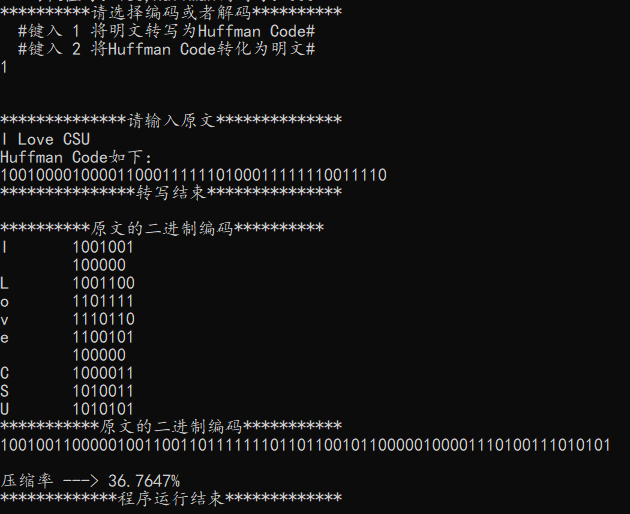 **********请选择编码或者解码**********
#键入 1 将明文转写为Huffman Code#
#键入 2 将Huffman Code转化为明文#
1
**************请输入原文**************
I Love CSU
Huffman Code如下:
1001000010000110001111110100011111110011110
***************转写结束***************
**********原文的二进制编码**********
I 1001001
100000
L 1001100
o 1101111
v 1110110
e 1100101
100000
C 1000011
S 1010011
U 1010101
***********原文的二进制编码***********
10010011000001001100110111111101101100101100000100001110100111010101
压缩率 ---> 36.7647%
*************程序运行结束*************